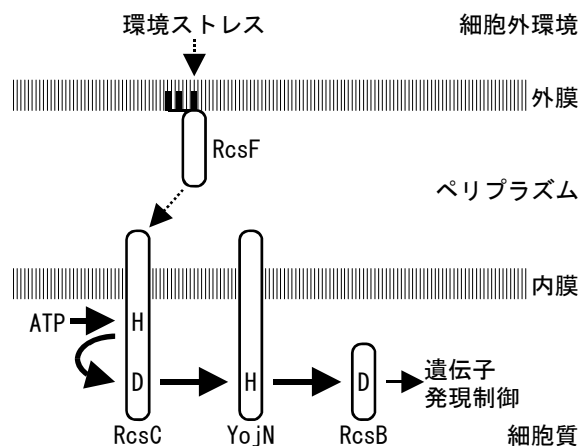 環境ストレス
細胞外環境
外膜
RcsF
ペリプラズム
内膜
ATP
H
D
H
D
遺伝子
発現制御
RcsC
YojN
RcsB
細胞質